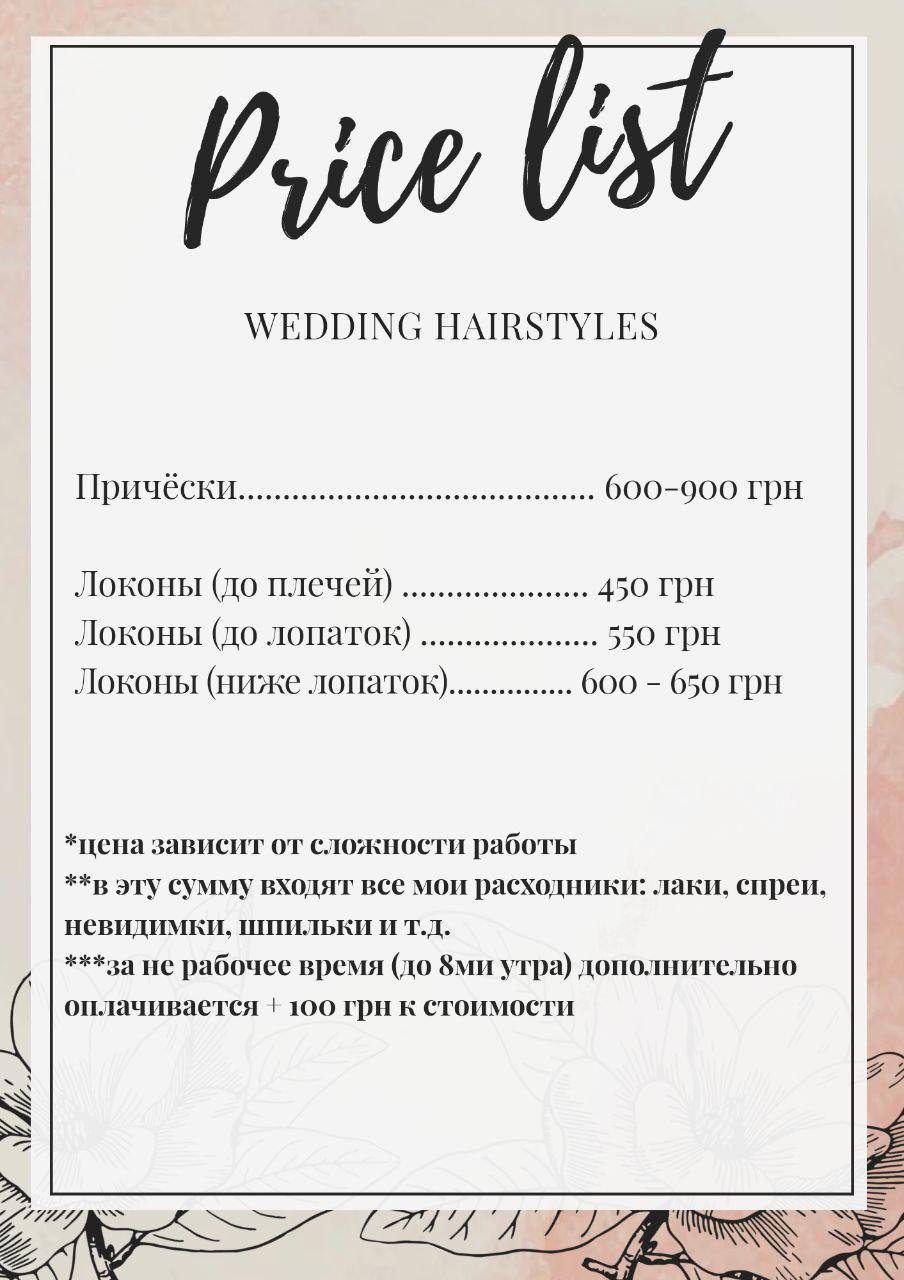 Price list
WEDDING HAIRSTYLES
Причёски........................................ 600-900 грн
Локоны (до плечей) ..................... 450 грн
Локоны (до лопаток) .................... 550 грн
Локоны (ниже лопаток).............. 600 - 650 грн
*цена зависит от сложности работы
**в эту сумму входят все мои расходники: лаки, спреи,
невидимки, шпильки и т.д.
***за не рабочее время (до 8ми утра) дополнительно
оплачивается + 100 грн к стоимости